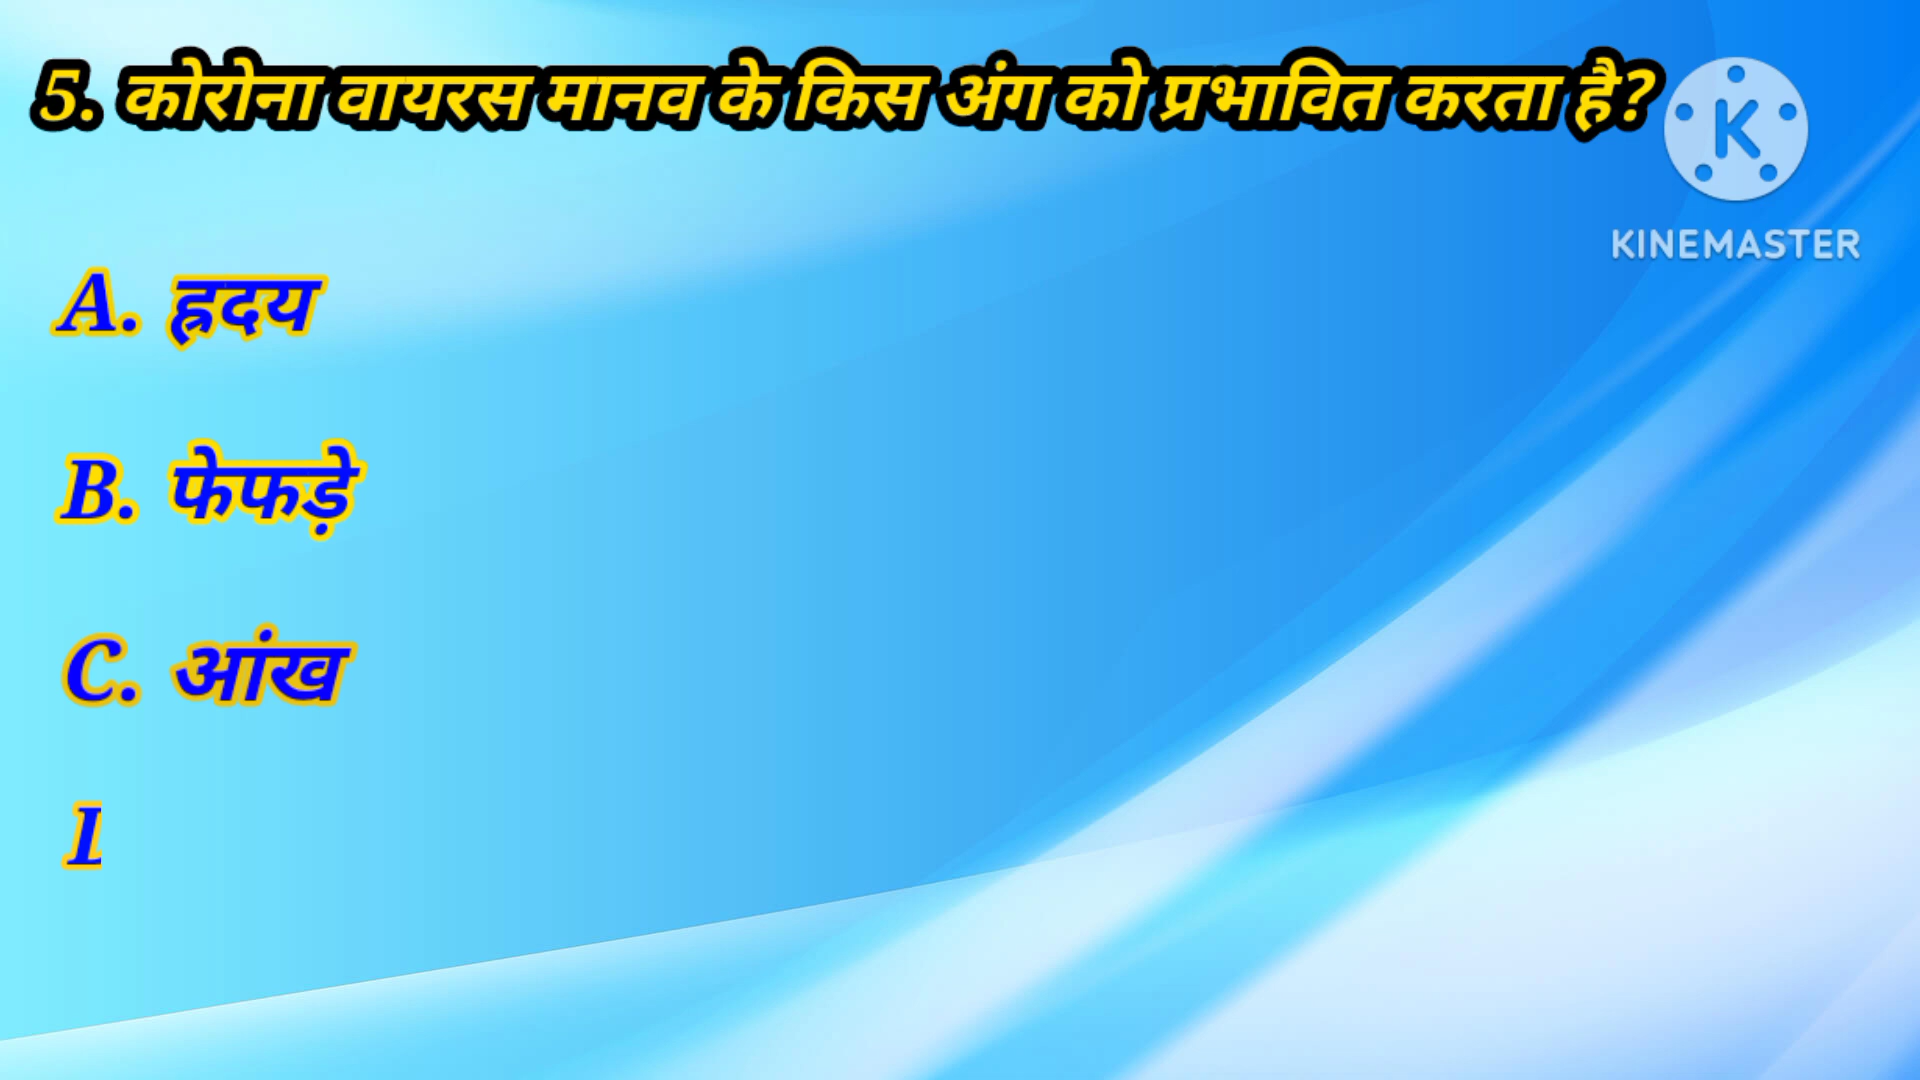 5. कोरोना वायरस मानव के किस अंग को प्रभावित करता है?
KINEMASTER
A. ह्रदय
B. फेफड़े
C. आंख